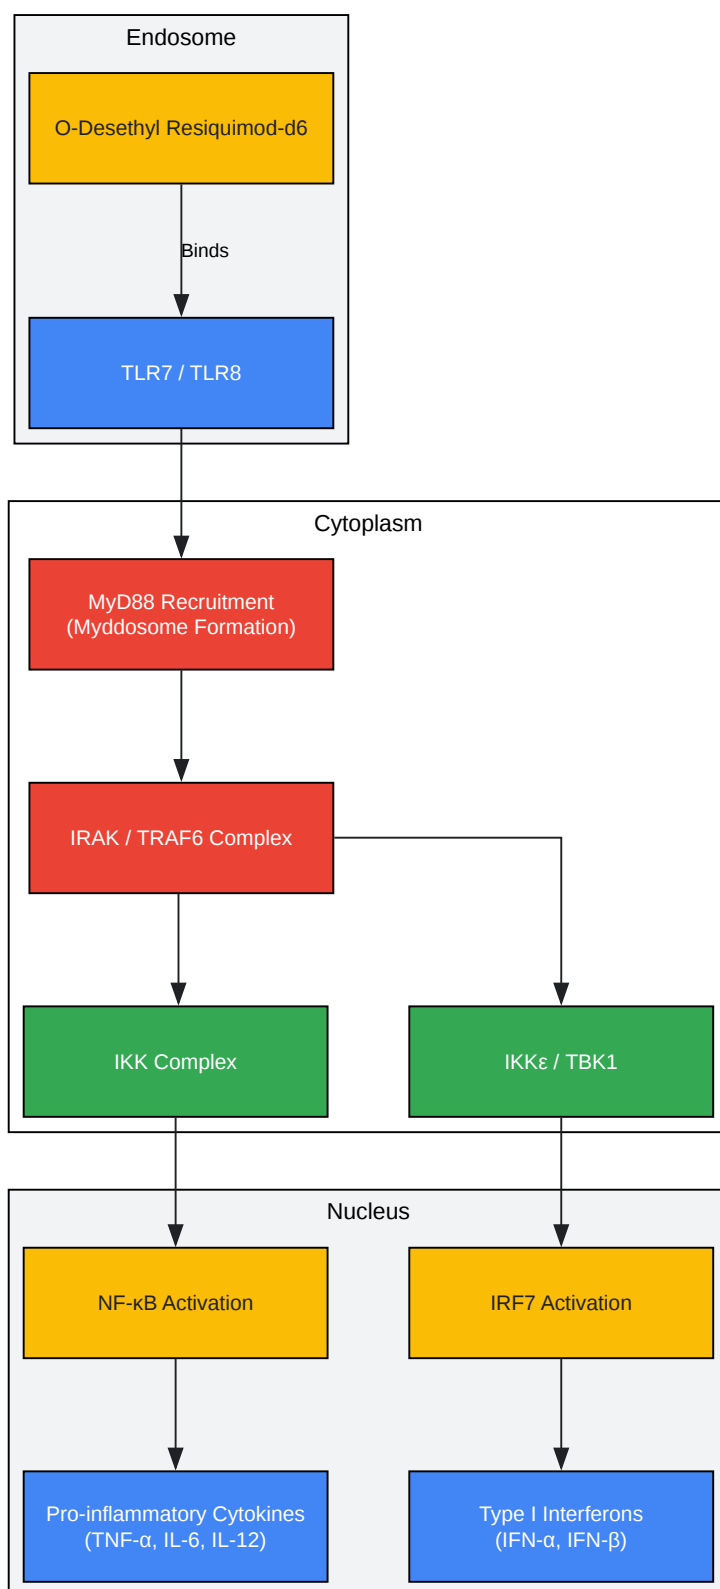 Endosome
O-Desethyl Resiquimod-d6
Binds
TLR7 / TLR8
Cytoplasm
MyD88 Recruitment
(Myddosome Formation)
IRAK / TRAF6 Complex
IKK Complex
IKKε / TBK1
Nucleus
NF-κB Activation
IRF7 Activation
Pro-inflammatory Cytokines
(TNF-α, IL-6, IL-12)
Type I Interferons
(IFN-α, IFN-β)